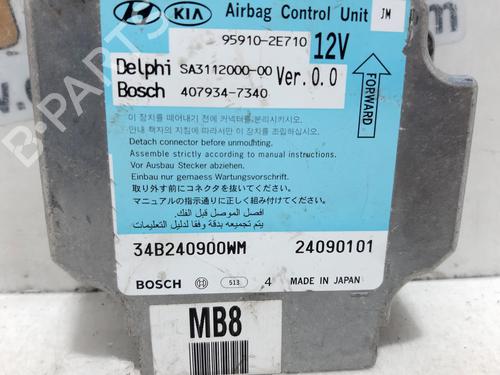 HYUNDAI KIA Airbag Control Unit JM
95910-2E710 12V
Delphi SA3112000-00 Ver. 0.0
Bosch 407934-7340
FORWARD
이 장치를 떼어내기 전에 커넥터를 분리하시기요.
안내 책자의 지침에 따라서만 이 장치를 조립하십시요.
Detach connector before unmouhting.
Assemble strictly according to manual instructions.
Vor Ausbau Stecker abziehen.
Einbau nur gemaess Wartungsvorschrift.
取り外す前にコネクタを抜いてください。
マニュアルの指示通りに正しく組み付けてください。
افصل الموصل قبل الفك.
يتم تجميعه بدقة وفقا لدليل التعليمات
34B240900WM 24090101
BOSCH 513 .4 MADE IN JAPAN
MB8